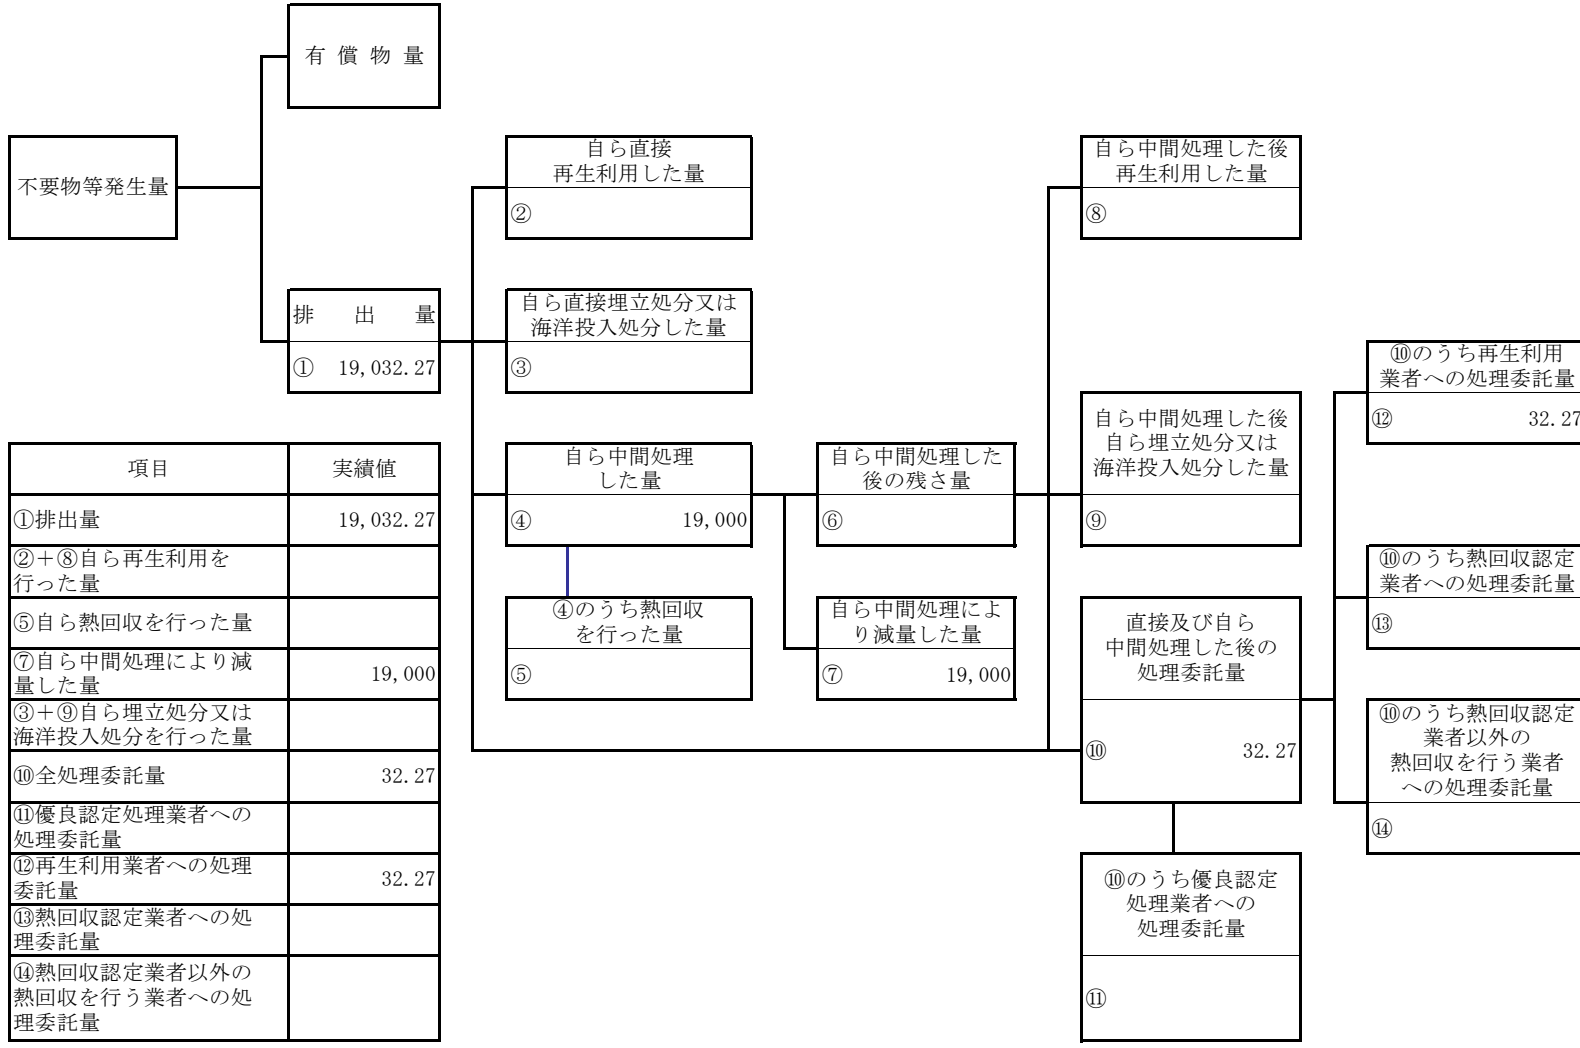 有償物量
不要物等発生量
自ら直接
再生利用した量
②
自ら中間処理した後
再生利用した量
⑧
排出量
① 19,032.27
自ら直接埋立処分又は
海洋投入処分した量
③
⑩のうち再生利用
業者への処理委託量
⑫ 32.27
自ら中間処理した後
自ら埋立処分又は
海洋投入処分した量
⑨
自ら中間処理
した量
④ 19,000
自ら中間処理した
後の残さ量
⑥
⑩のうち熱回収認定
業者への処理委託量
⑬
④のうち熱回収
を行った量
⑤
自ら中間処理によ
り減量した量
⑦ 19,000
直接及び自ら
中間処理した後の
処理委託量
⑩ 32.27
⑩のうち熱回収認定
業者以外の
熱回収を行う業者
への処理委託量
⑭
⑩のうち優良認定
処理業者への
処理委託量
⑪
項目 実績値
①排出量 19,032.27
②＋⑧自ら再生利用を
行った量
⑤自ら熱回収を行った量
⑦自ら中間処理により減
量した量 19,000
③＋⑨自ら埋立処分又は
海洋投入処分を行った量
⑩全処理委託量 32.27
⑪優良認定処理業者への
処理委託量
⑫再生利用業者への処理
委託量 32.27
⑬熱回収認定業者への処
理委託量
⑭熱回収認定業者以外の
熱回収を行う業者への処
理委託量